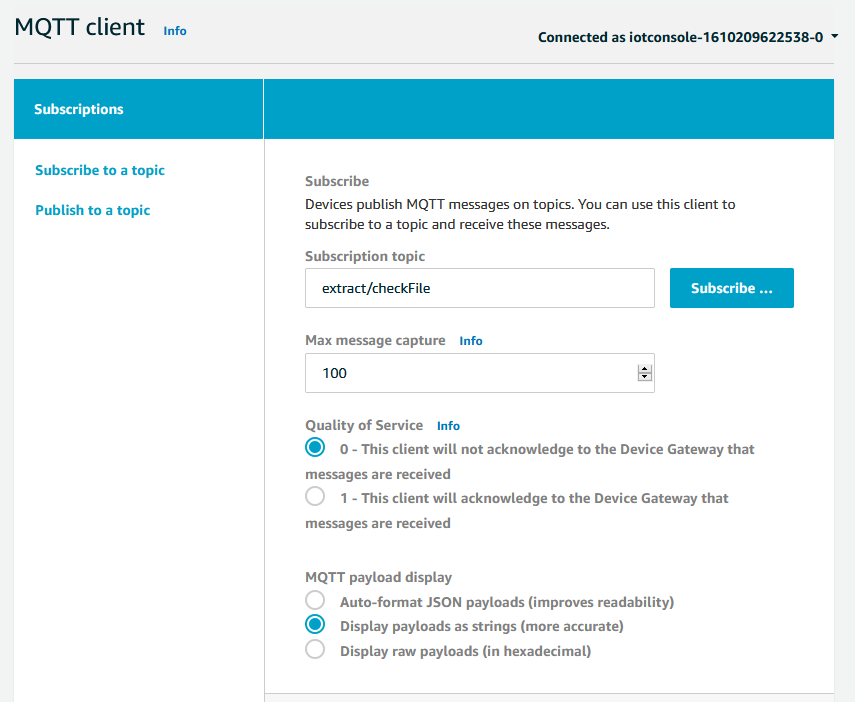 MQTT client Info
Connected as iotconsole-1610209622538-0
Subscriptions
Subscribe to a topic
Publish to a topic
Subscribe
Devices publish MQTT messages on topics. You can use this client to
subscribe to a topic and receive these messages.
Subscription topic
extract/checkFile
Subscribe ...
Max message capture Info
100
Quality of Service Info
0 - This client will not acknowledge to the Device Gateway that
messages are received
1 - This client will acknowledge to the Device Gateway that
messages are received
MQTT payload display
Auto-format JSON payloads (improves readability)
Display payloads as strings (more accurate)
Display raw payloads (in hexadecimal)